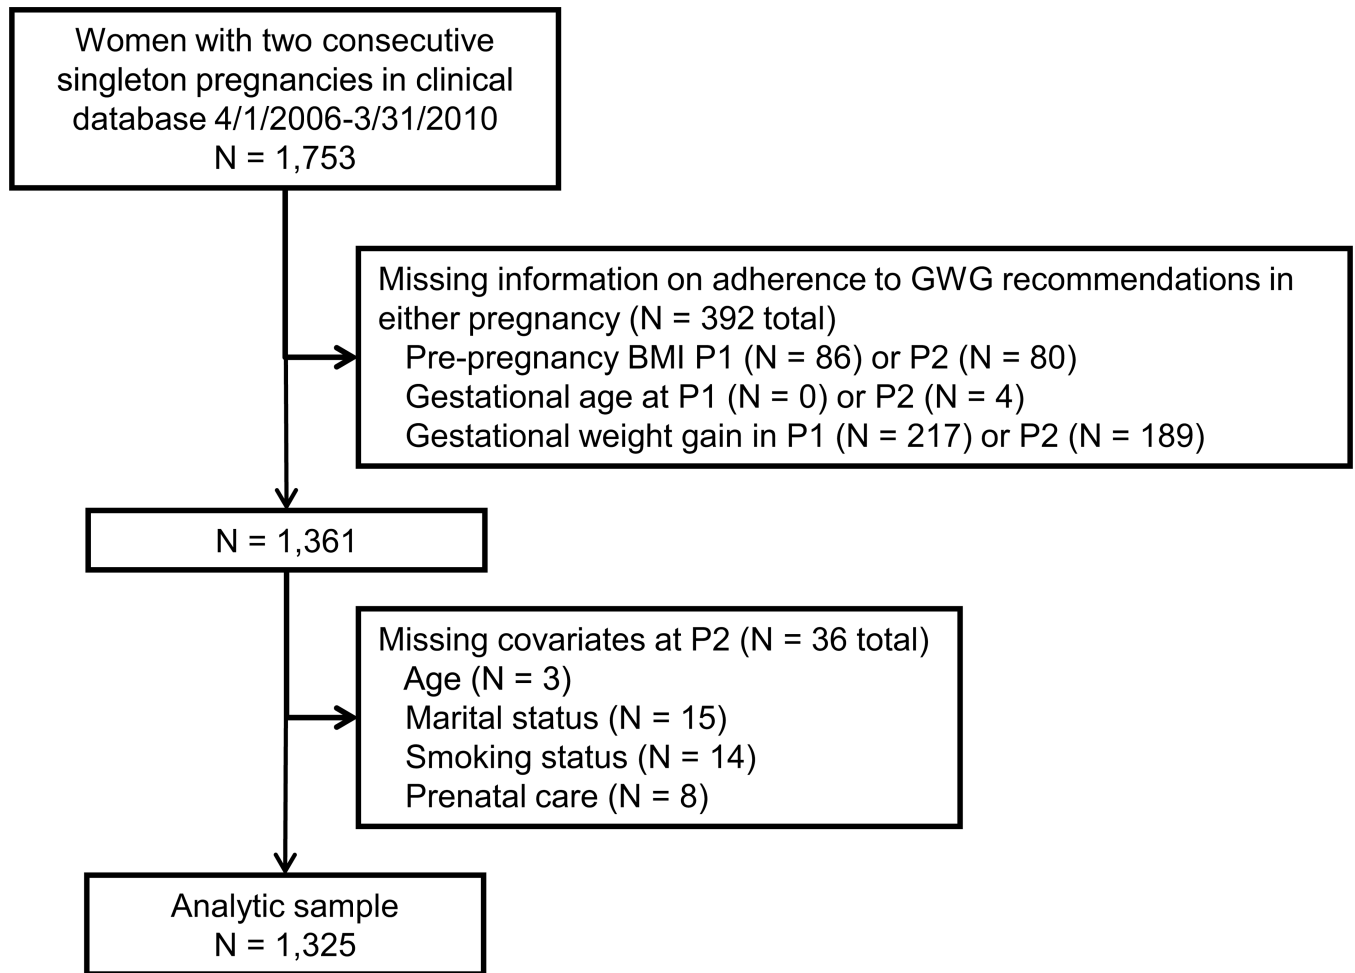 Women with two consecutive
singleton pregnancies in clinical
database 4/1/2006-3/31/2010
N = 1,753
Missing information on adherence to GWG recommendations in
either pregnancy (N = 392 total)
Pre-pregnancy BMI P1 (N = 86) or P2 (N = 80)
Gestational age at P1 (N = 0) or P2 (N = 4)
Gestational weight gain in P1 (N = 217) or P2 (N = 189)
N = 1,361
Missing covariates at P2 (N = 36 total)
Age (N = 3)
Marital status (N = 15)
Smoking status (N = 14)
Prenatal care (N = 8)
Analytic sample
N = 1,325